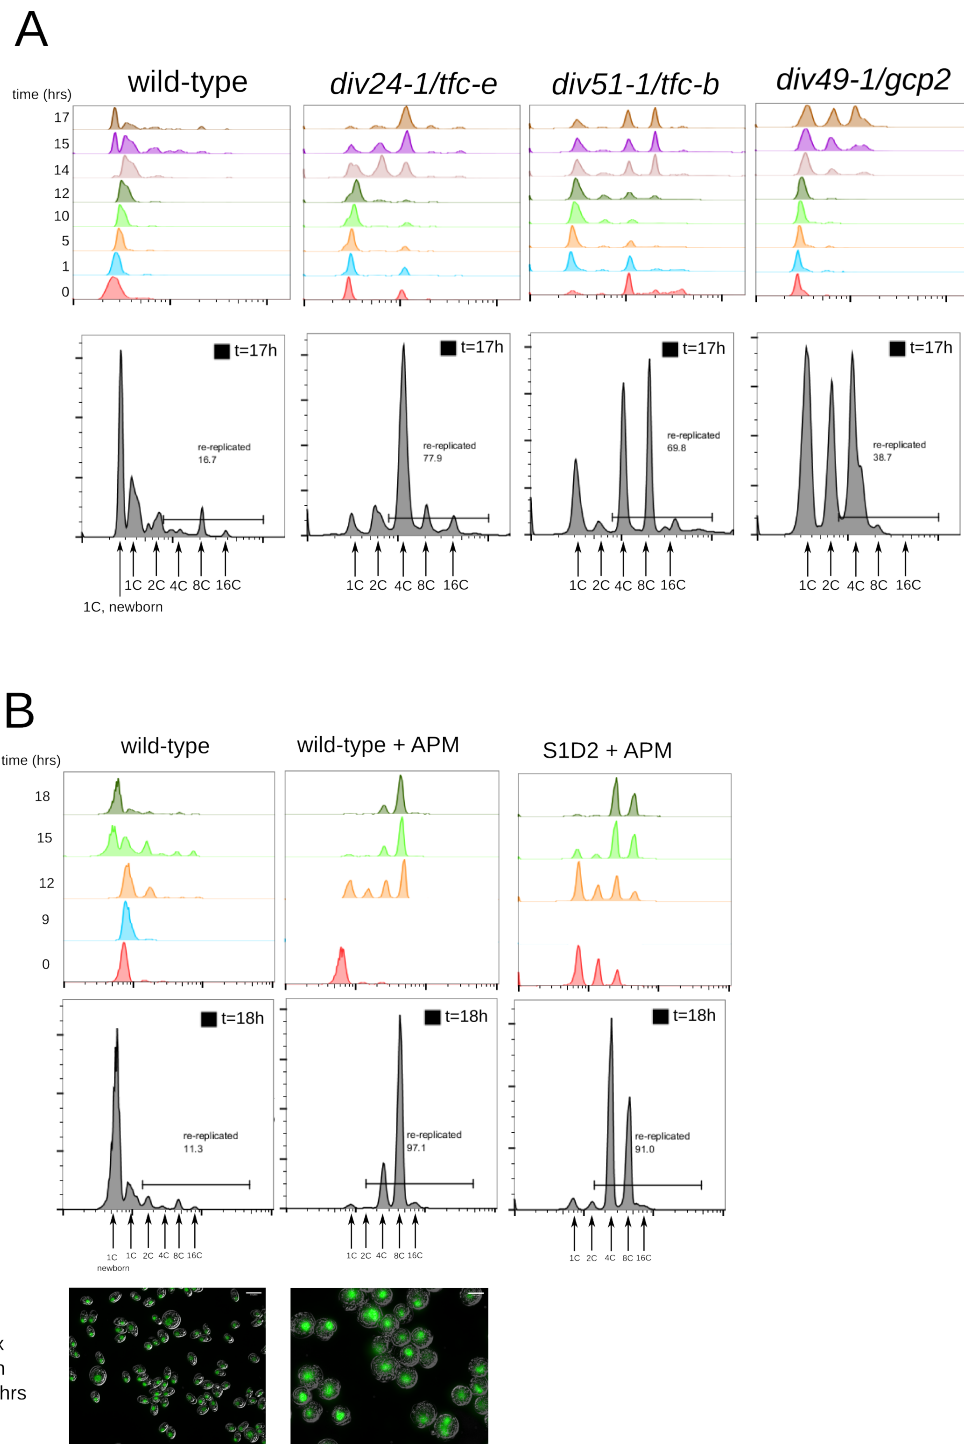 A
time (hrs)
wild-type
div24-1/tfc-e
div51-1/tfc-b
div49-1/gcp2
17
15
14
12
10
5
1
0
t=17h
t=17h
t=17h
t=17h
re-replicated
16.7
re-replicated
77.9
re-replicated
69.8
re-replicated
38.7
1C 2C 4C 8C 16C
1C, newborn
1C 2C 4C 8C 16C
1C 2C 4C 8C 16C
1C 2C 4C 8C 16C
B
time (hrs)
wild-type
wild-type + APM
S1D2 + APM
18
15
12
9
0
t=18h
t=18h
t=18h
re-replicated
11.3
re-replicated
97.1
re-replicated
91.0
1C 1C 2C 4C 8C 16C
newborn
1C 2C 4C 8C 16C
1C 2C 4C 8C 16C
x
n
hrs